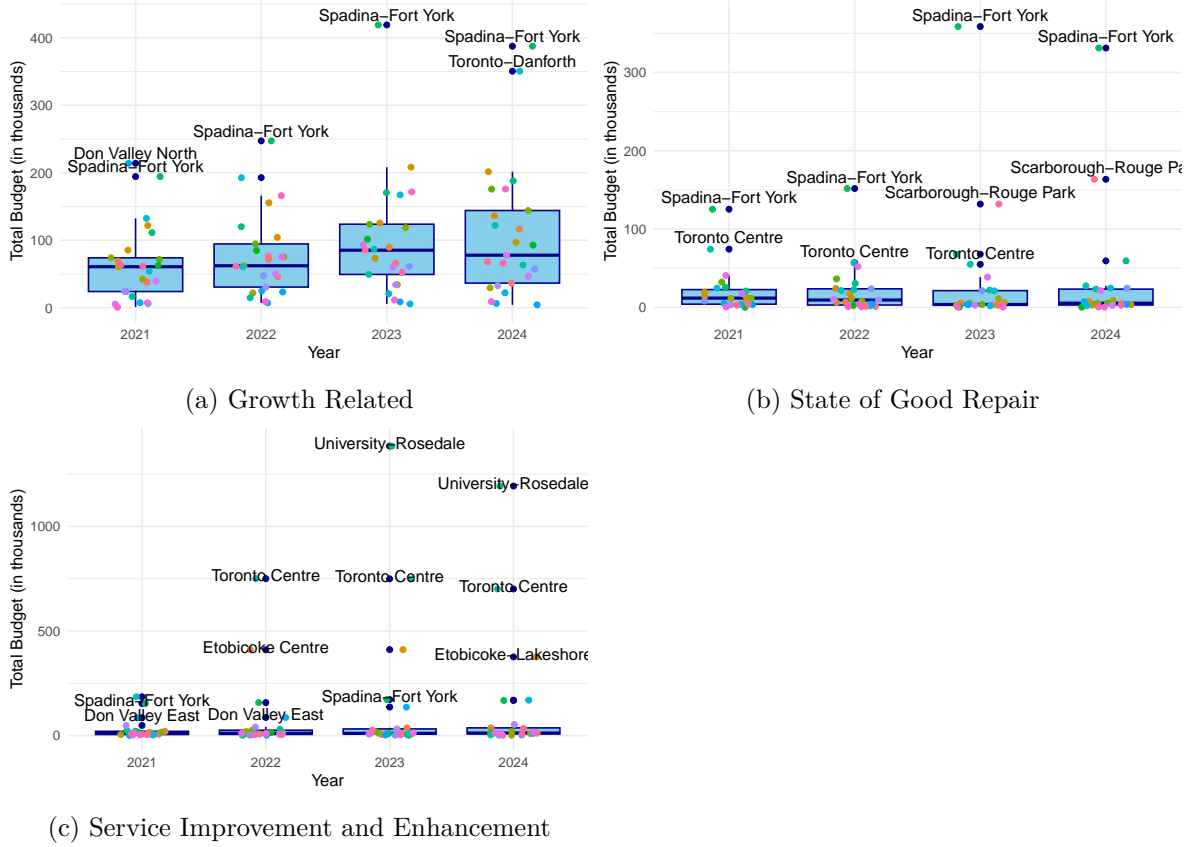 Spadina−Fort York
Spadina−Fort York
Toronto−Danforth
Spadina−Fort York
Don Valley North
Spadina−Fort York
400
300
200
100
0
Total Budget (in thousands)
2021 2022 2023 2024
Year
(a) Growth Related
Spadina−Fort York
Spadina−Fort York
Scarborough−Rouge Pa
Spadina−Fort York
Scarborough−Rouge Park
Spadina−Fort York
Toronto Centre
Toronto Centre
Toronto Centre
300
200
100
0
Total Budget (in thousands)
2021 2022 2023 2024
Year
(b) State of Good Repair
University−Rosedale
University−Rosedale
Toronto Centre
Toronto Centre
Toronto Centre
Etobicoke Centre
Etobicoke−Lakeshore
Spadina−Fort York
Spadina−Fort York
Don Valley East
Don Valley East
1000
500
0
Total Budget (in thousands)
2021 2022 2023 2024
Year
(c) Service Improvement and Enhancement